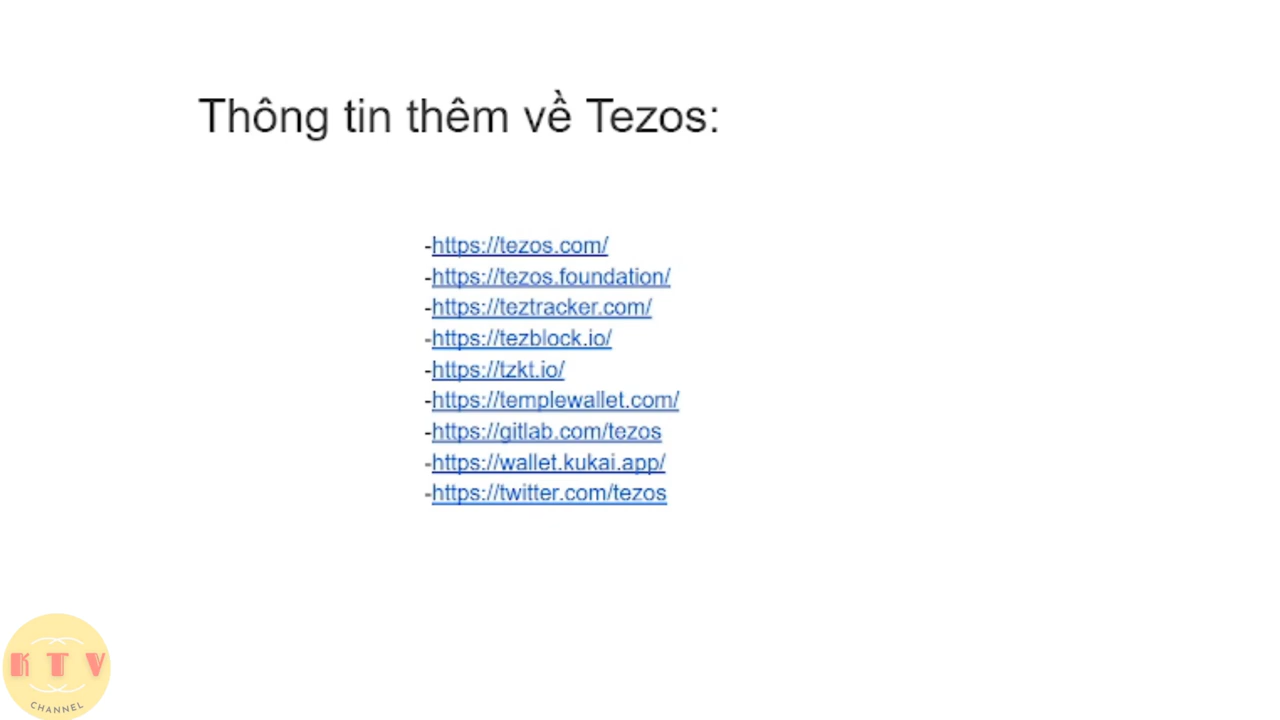 Thông tin thêm về Tezos:
-https://tezos.com/
-https://tezos.foundation/
-https://teztracker.com/
-https://tezblock.io/
-https://tzkt.io/
-https://templewallet.com/
-https://gitlab.com/tezos
-https://wallet.kukai.app/
-https://twitter.com/tezos
KTV
CHANNEL